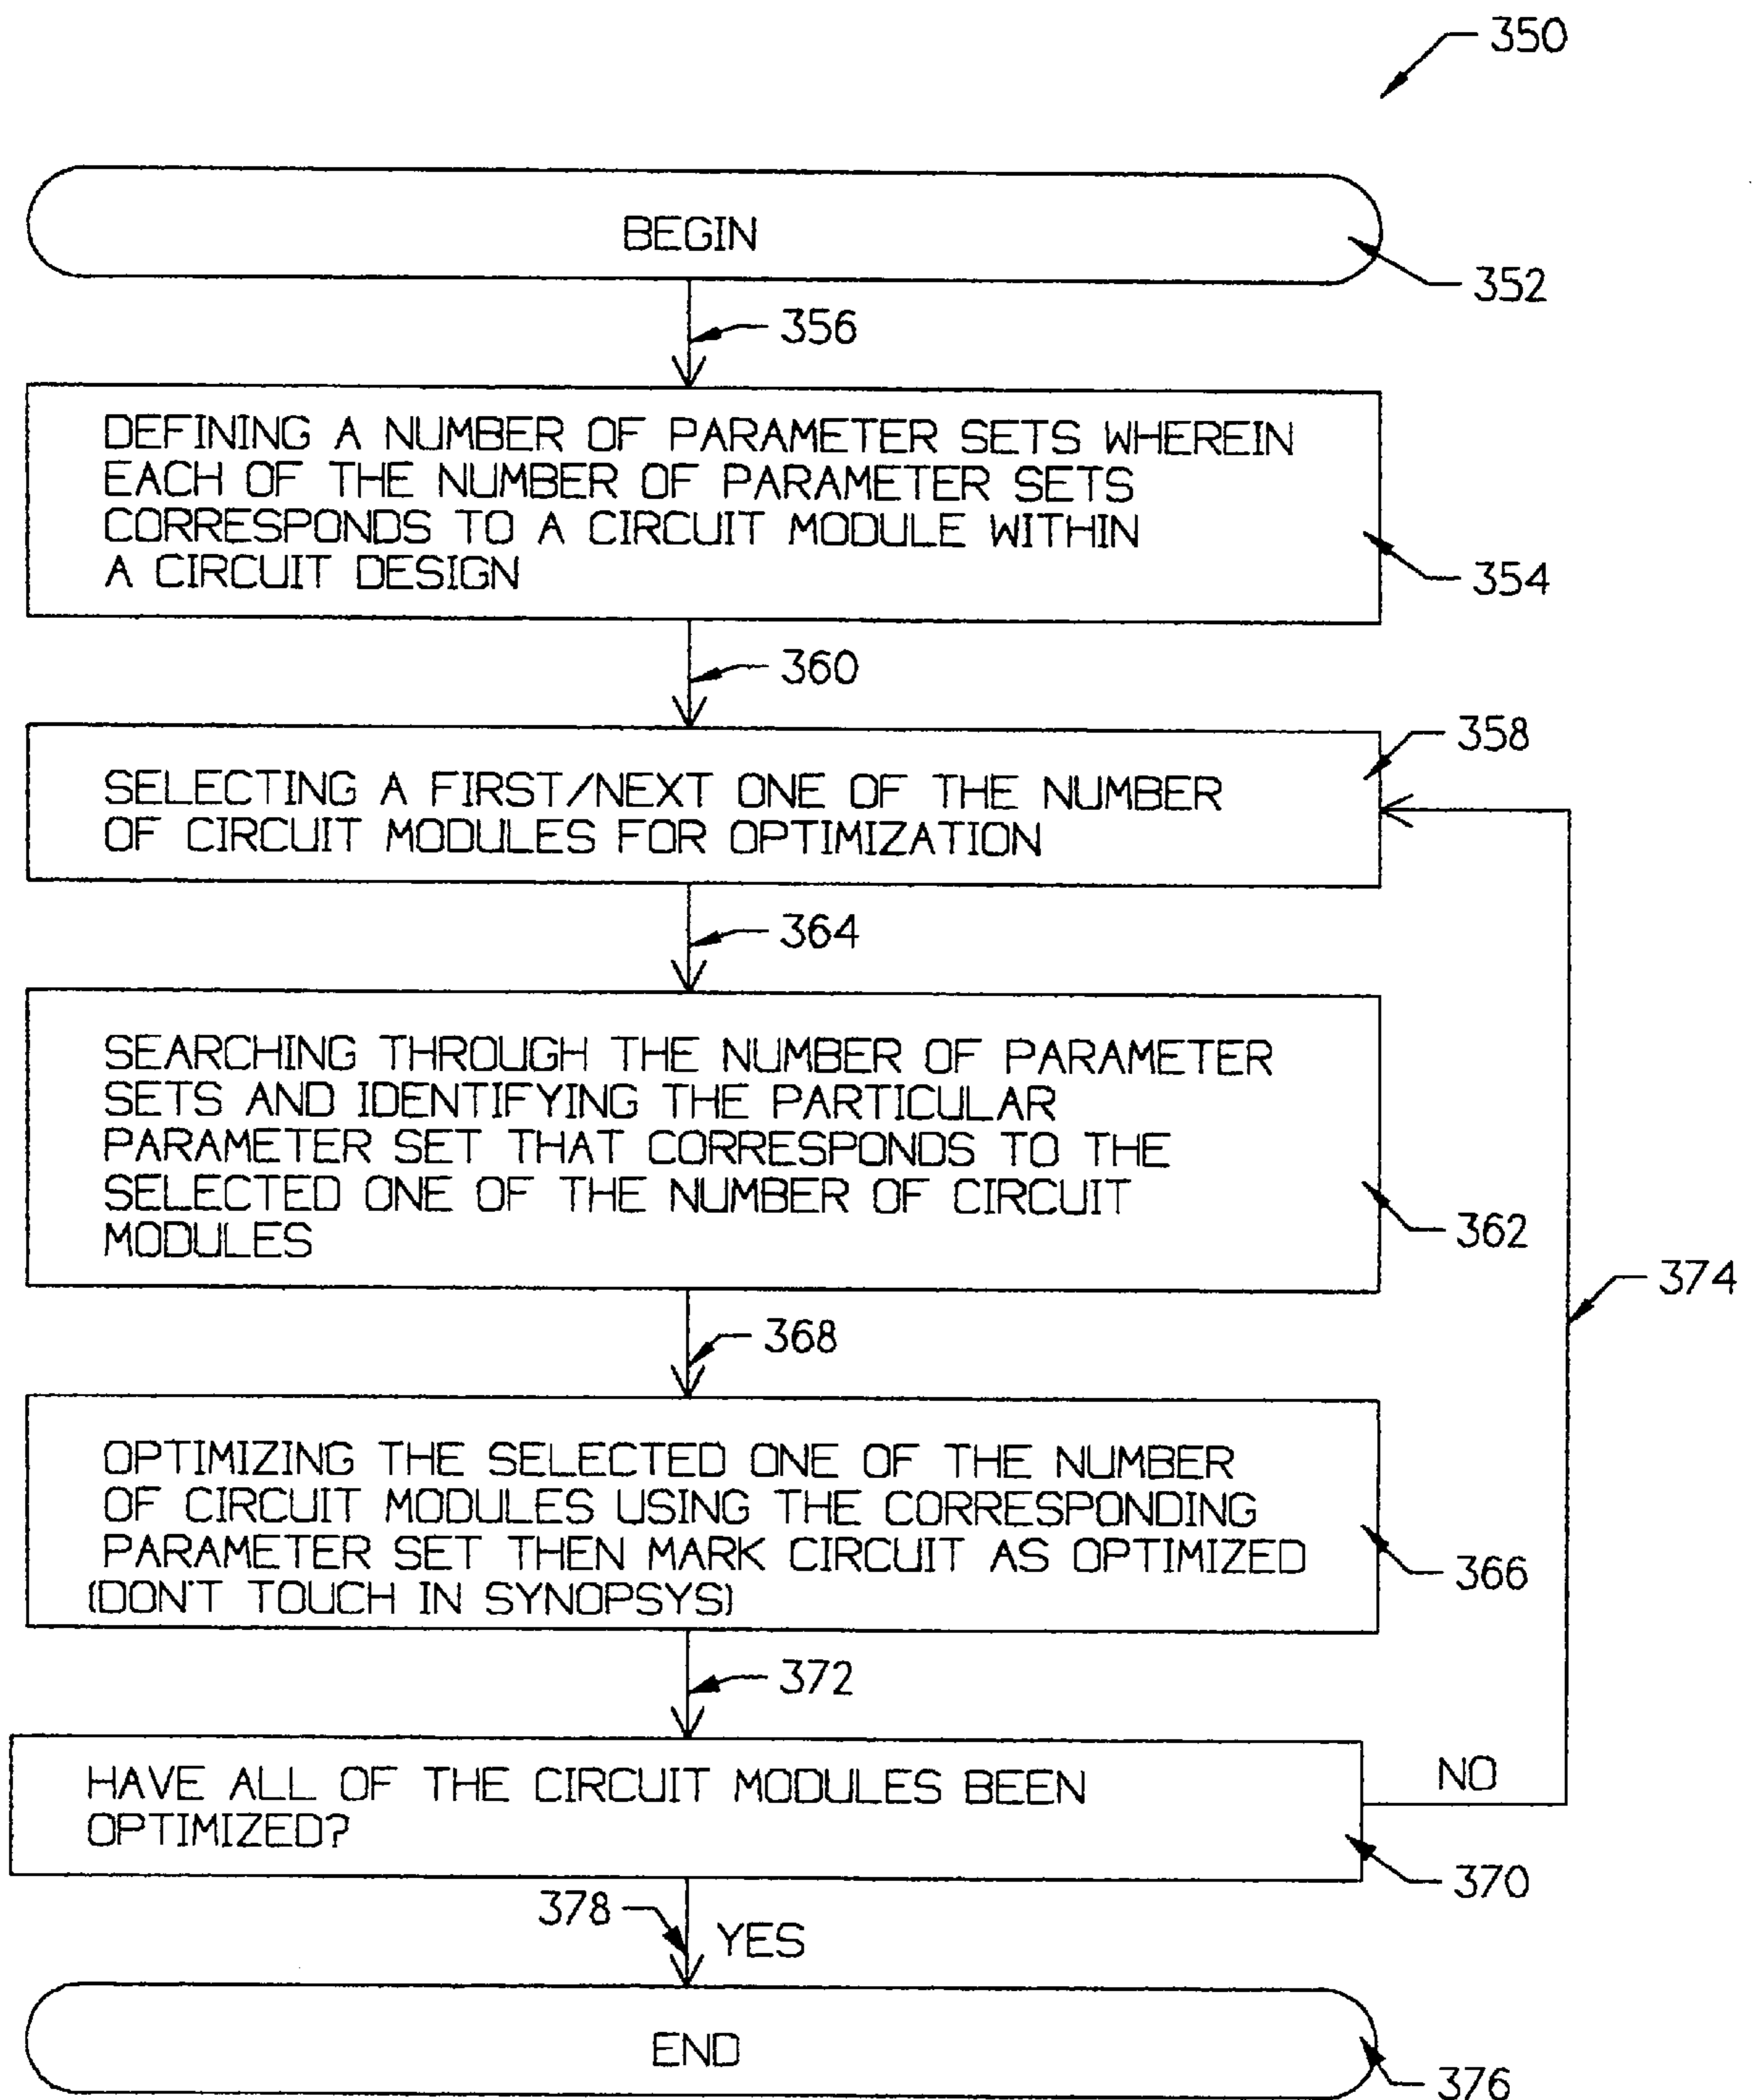 350
BEGIN
352
356
DEFINING A NUMBER OF PARAMETER SETS WHEREIN
EACH OF THE NUMBER OF PARAMETER SETS
CORRESPONDS TO A CIRCUIT MODULE WITHIN
A CIRCUIT DESIGN
354
360
358
SELECTING A FIRST/NEXT ONE OF THE NUMBER
OF CIRCUIT MODULES FOR OPTIMIZATION
364
SEARCHING THROUGH THE NUMBER OF PARAMETER
SETS AND IDENTIFYING THE PARTICULAR
PARAMETER SET THAT CORRESPONDS TO THE
SELECTED ONE OF THE NUMBER OF CIRCUIT
MODULES
362
374
368
OPTIMIZING THE SELECTED ONE OF THE NUMBER
OF CIRCUIT MODULES USING THE CORRESPONDING
PARAMETER SET THEN MARK CIRCUIT AS OPTIMIZED
(DON'T TOUCH IN SYNOPSYS)
366
372
HAVE ALL OF THE CIRCUIT MODULES BEEN
OPTIMIZED?
NO
370
378
YES
END
376